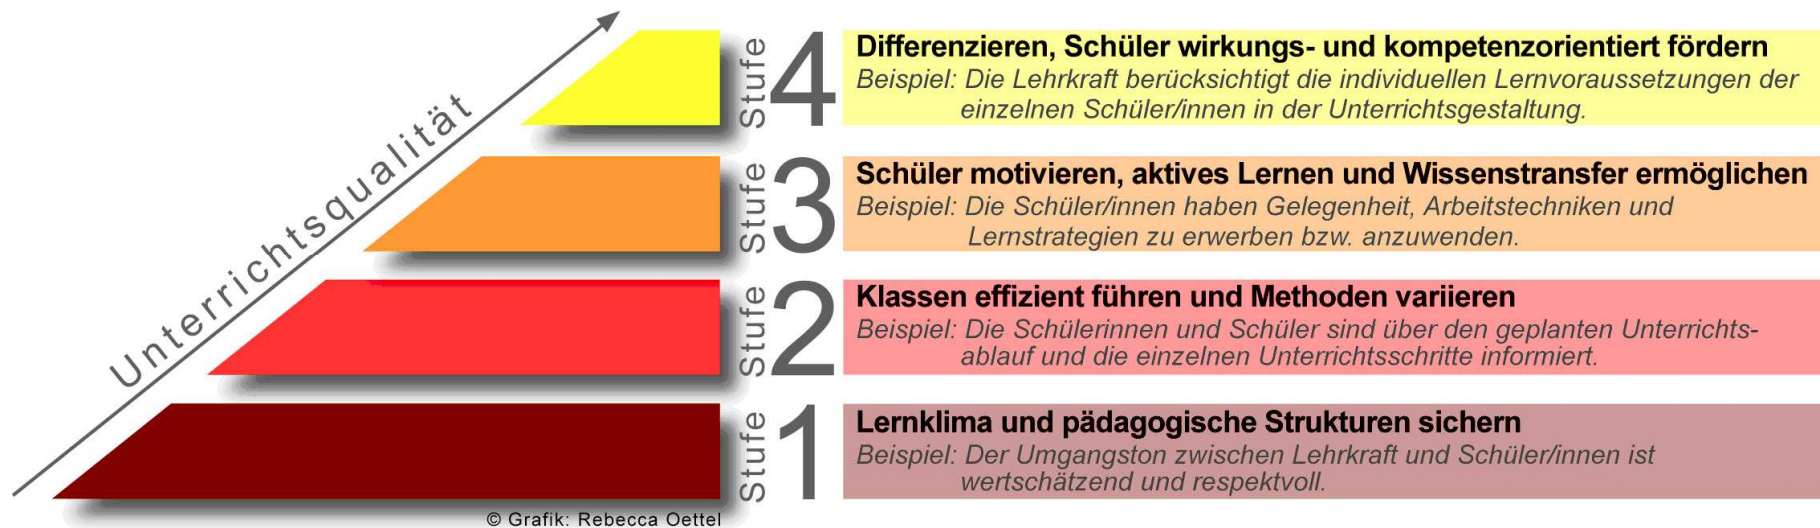 Unterrichtsqualität
Stufe 4
Differenzieren, Schüler wirkungs- und kompetenzorientiert fördern
Beispiel: Die Lehrkraft berücksichtigt die individuellen Lernvoraussetzungen der
einzelnen Schüler/innen in der Unterrichtsgestaltung.
Stufe 3
Schüler motivieren, aktives Lernen und Wissenstransfer ermöglichen
Beispiel: Die Schüler/innen haben Gelegenheit, Arbeitstechniken und
Lernstrategien zu erwerben bzw. anzuwenden.
Stufe 2
Klassen effizient führen und Methoden variieren
Beispiel: Die Schülerinnen und Schüler sind über den geplanten Unterrichts-
ablauf und die einzelnen Unterrichtsschritte informiert.
Stufe 1
Lernklima und pädagogische Strukturen sichern
Beispiel: Der Umgangston zwischen Lehrkraft und Schüler/innen ist
wertschätzend und respektvoll.
© Grafik: Rebecca Oettel